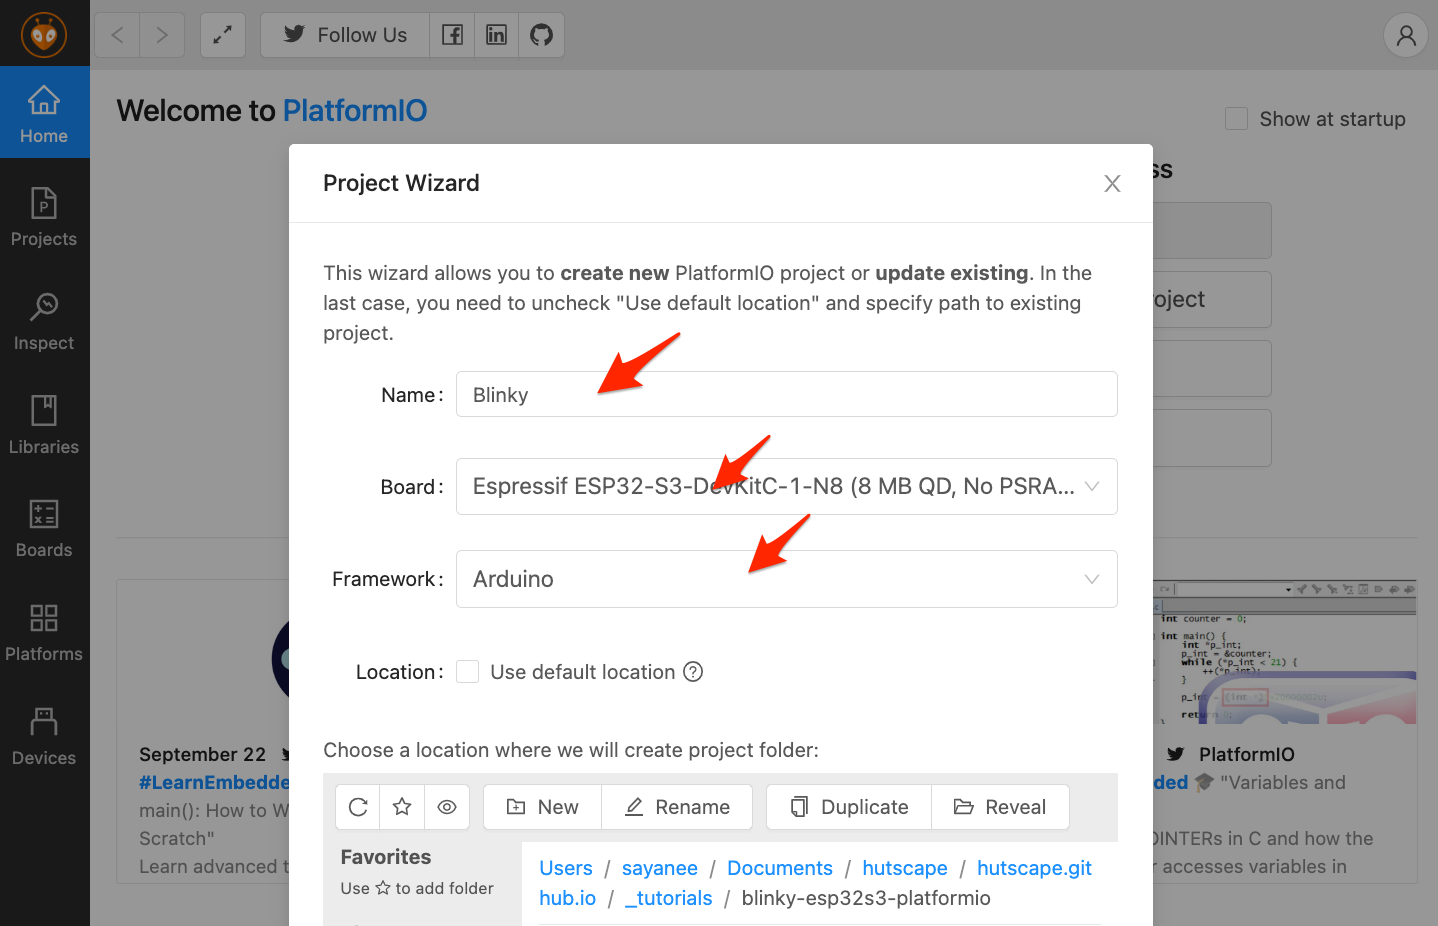 Follow Us
Welcome to PlatformIO
Show at startup
Home
Projects
Inspect
Libraries
Boards
Platforms
Devices
ss
oject
Project Wizard
This wizard allows you to create new PlatformIO project or update existing. In the
last case, you need to uncheck "Use default location" and specify path to existing
project.
Name:
Blinky
Board:
Espressif ESP32-S3-DevKitC-1-N8 (8 MB QD, No PSRA...
Framework:
Arduino
Location:
Use default location
Choose a location where we will create project folder:
New
Rename
Duplicate
Reveal
Favorites
Use ☆ to add folder
Users / sayanee / Documents / hutscape / hutscape.git
hub.io / _tutorials / blinky-esp32s3-platformio
September 22
#LearnEmbedde
main(): How to W
Scratch"
Learn advanced t
int counter = 0;
int main() {
int *p_int;
p_int = &counter;
while (*p_int < 21) {
++(*p_int);
}
return 0;
}
PlatformIO
ded 🎓 "Variables and
OINTERs in C and how the
r accesses variables in